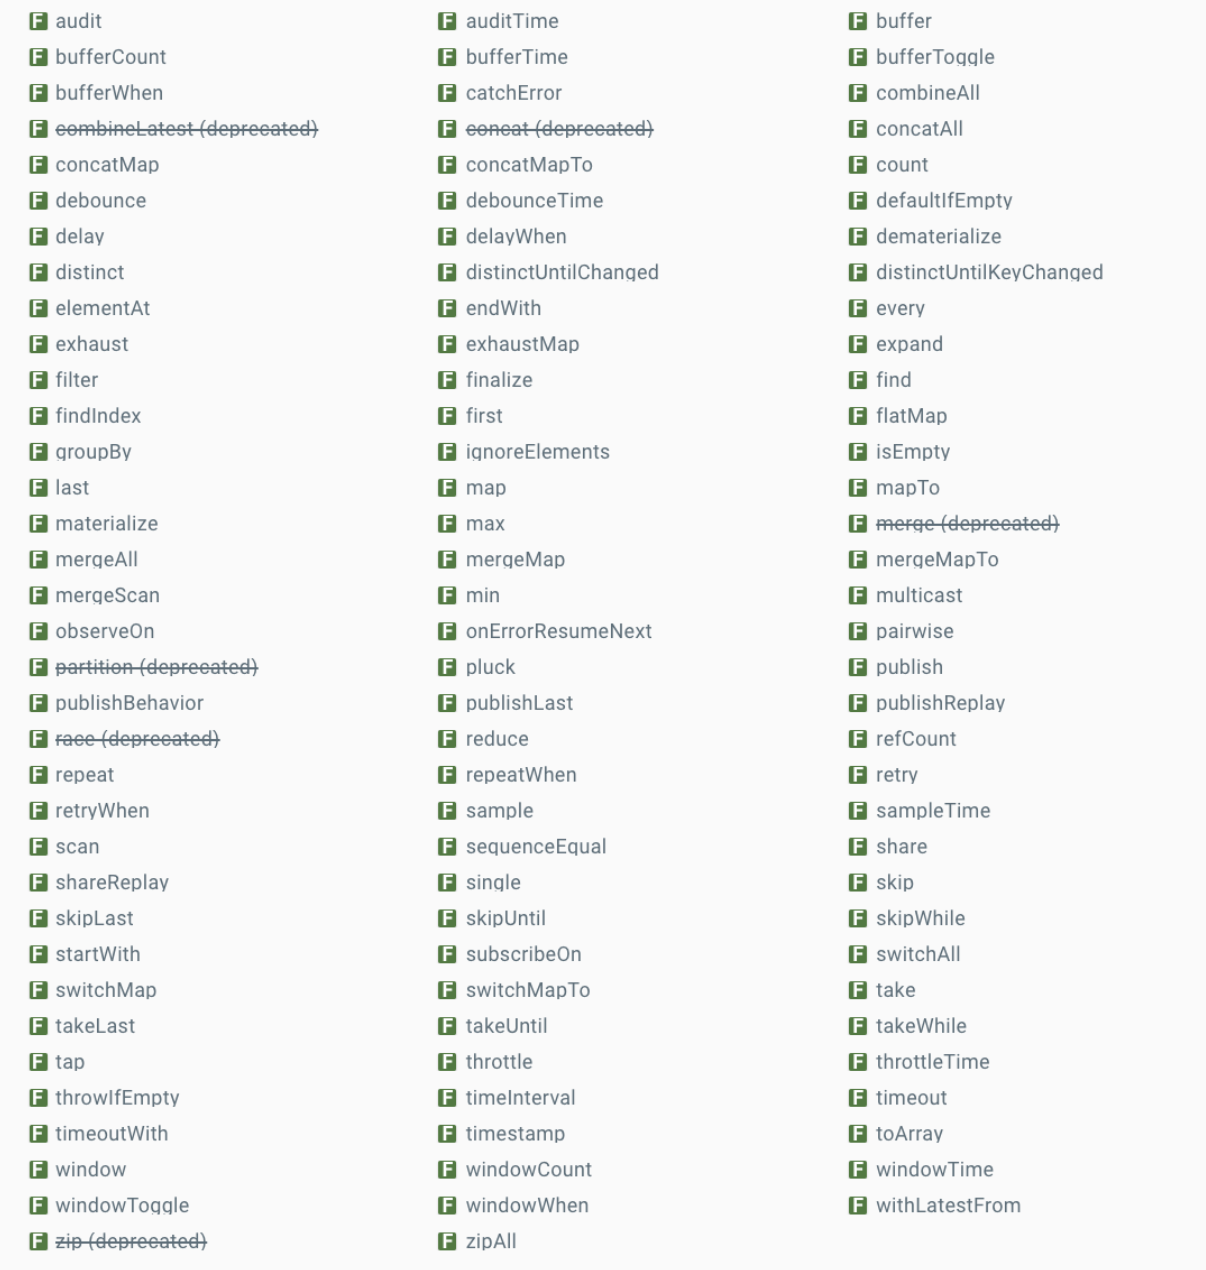 F audit F auditTime F buffer
F bufferCount F bufferTime F bufferToggle
F bufferWhen F catchError F combineAll
F combineLatest (deprecated) F concat (deprecated) F concatAll
F concatMap F concatMapTo F count
F debounce F debounceTime F defaultIfEmpty
F delay F delayWhen F dematerialize
F distinct F distinctUntilChanged F distinctUntilKeyChanged
F elementAt F endWith F every
F exhaust F exhaustMap F expand
F filter F finalize F find
F findIndex F first F flatMap
F groupBy F ignoreElements F isEmpty
F last F map F mapTo
F materialize F max F merge (deprecated)
F mergeAll F mergeMap F mergeMapTo
F mergeScan F min F multicast
F observeOn F onErrorResumeNext F pairwise
F partition (deprecated) F pluck F publish
F publishBehavior F publishLast F publishReplay
F race (deprecated) F reduce F refCount
F repeat F repeatWhen F retry
F retryWhen F sample F sampleTime
F scan F sequenceEqual F share
F shareReplay F single F skip
F skipLast F skipUntil F skipWhile
F startWith F subscribeOn F switchAll
F switchMap F switchMapTo F take
F takeLast F takeUntil F takeWhile
F tap F throttle F throttleTime
F throwIfEmpty F timeInterval F timeout
F timeoutWith F timestamp F toArray
F window F windowCount F windowTime
F windowToggle F windowWhen F withLatestFrom
F zip (deprecated) F zipAll